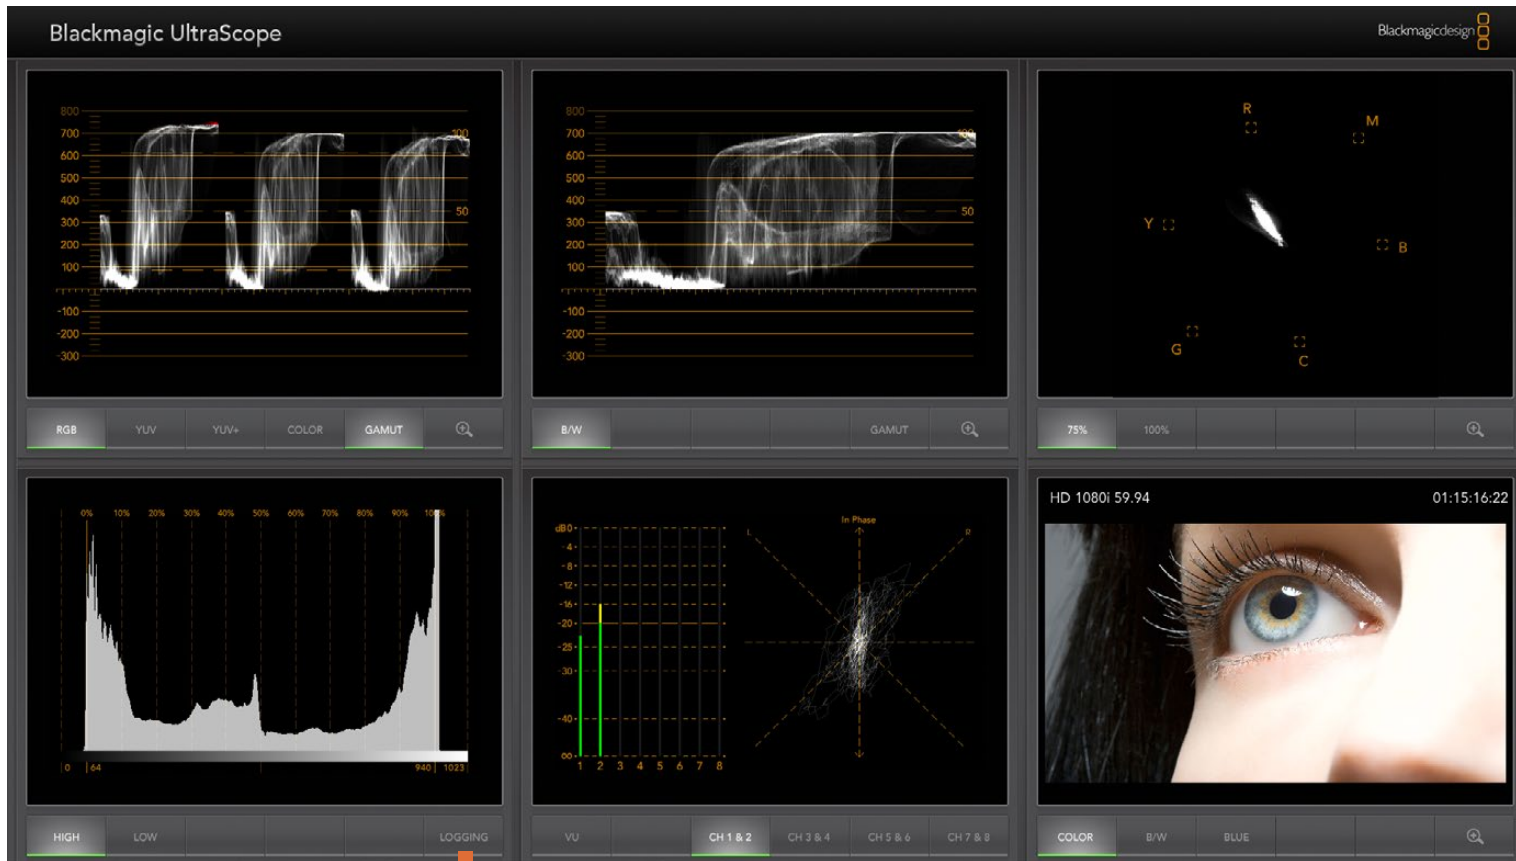 Blackmagic UltraScope
Blackmagicdesign
800
700
600
500
400
300
200
100
-100
-200
-300
100
50
800
700
600
500
400
300
200
100
-100
-200
-300
100
50
R
M
Y
B
G
C
RGB YUV YUV+ COLOR GAMUT
B/W GAMUT
75% 100%
0% 10% 20% 30% 40% 50% 60% 70% 80% 90% 100%
0 64 940 1023
dB0
-4
-8
-12
-16
-20
-25
-30
-40
00
1 2 3 4 5 6 7 8
In Phase
L R
HD 1080i 59.94 01:15:16:22
HIGH LOW LOGGING
VU CH 1 & 2 CH 3 & 4 CH 5 & 6 CH 7 & 8
COLOR B/W BLUE